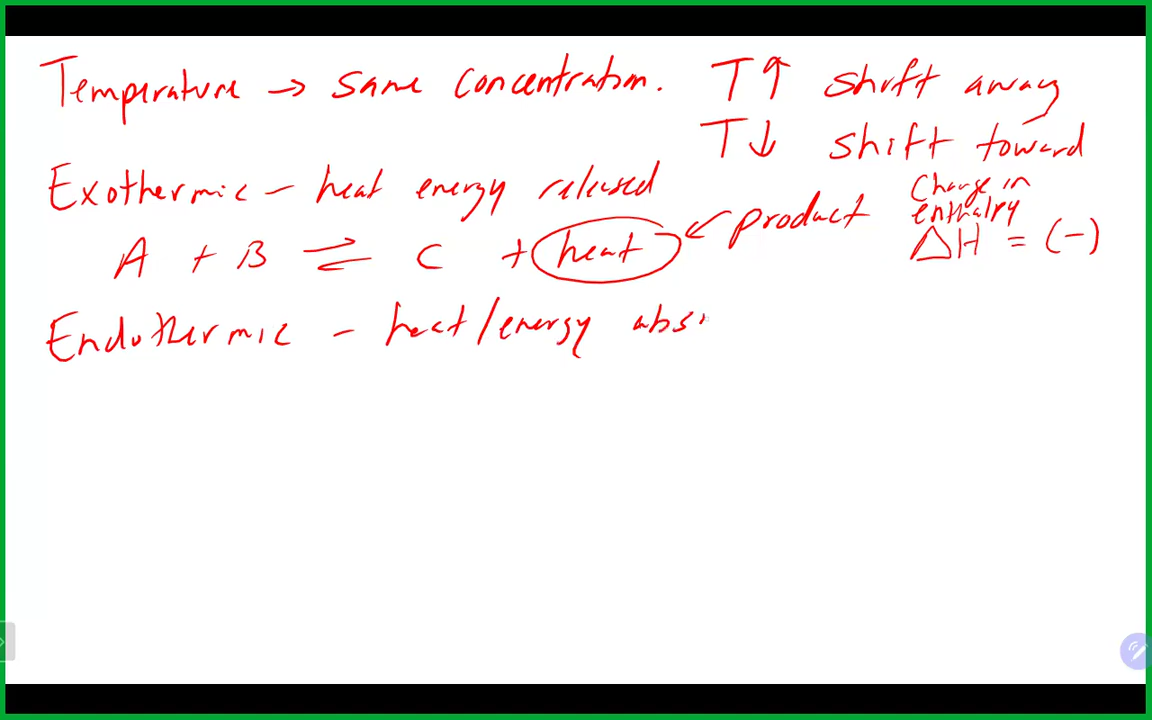 Temperature → same concentration. T↑ shift away
T↓ shift toward
Exothermic – heat energy released
Change in
enthalpy
A + B ⇌ C + heat ← product ΔH = (−)
Endothermic – heat/energy abs